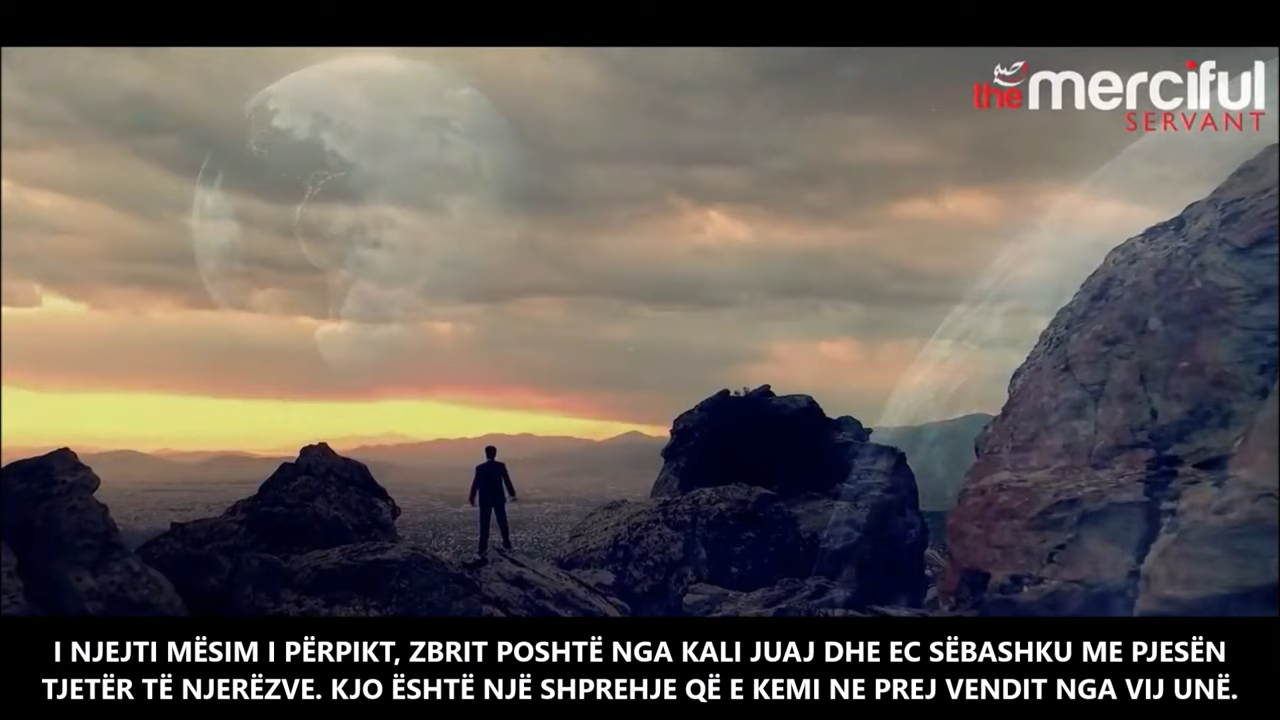 the merciful
SERVANT
I NJEJTI MËSIM I PËRPIKT, ZBRIT POSHTË NGA KALI JUAJ DHE EC SËBASHKU ME PJESËN
TJETËR TË NJERËZVE. KJO ËSHTË NJË SHPREHJE QË E KEMI NE PREJ VENDIT NGA VIJ UNË.